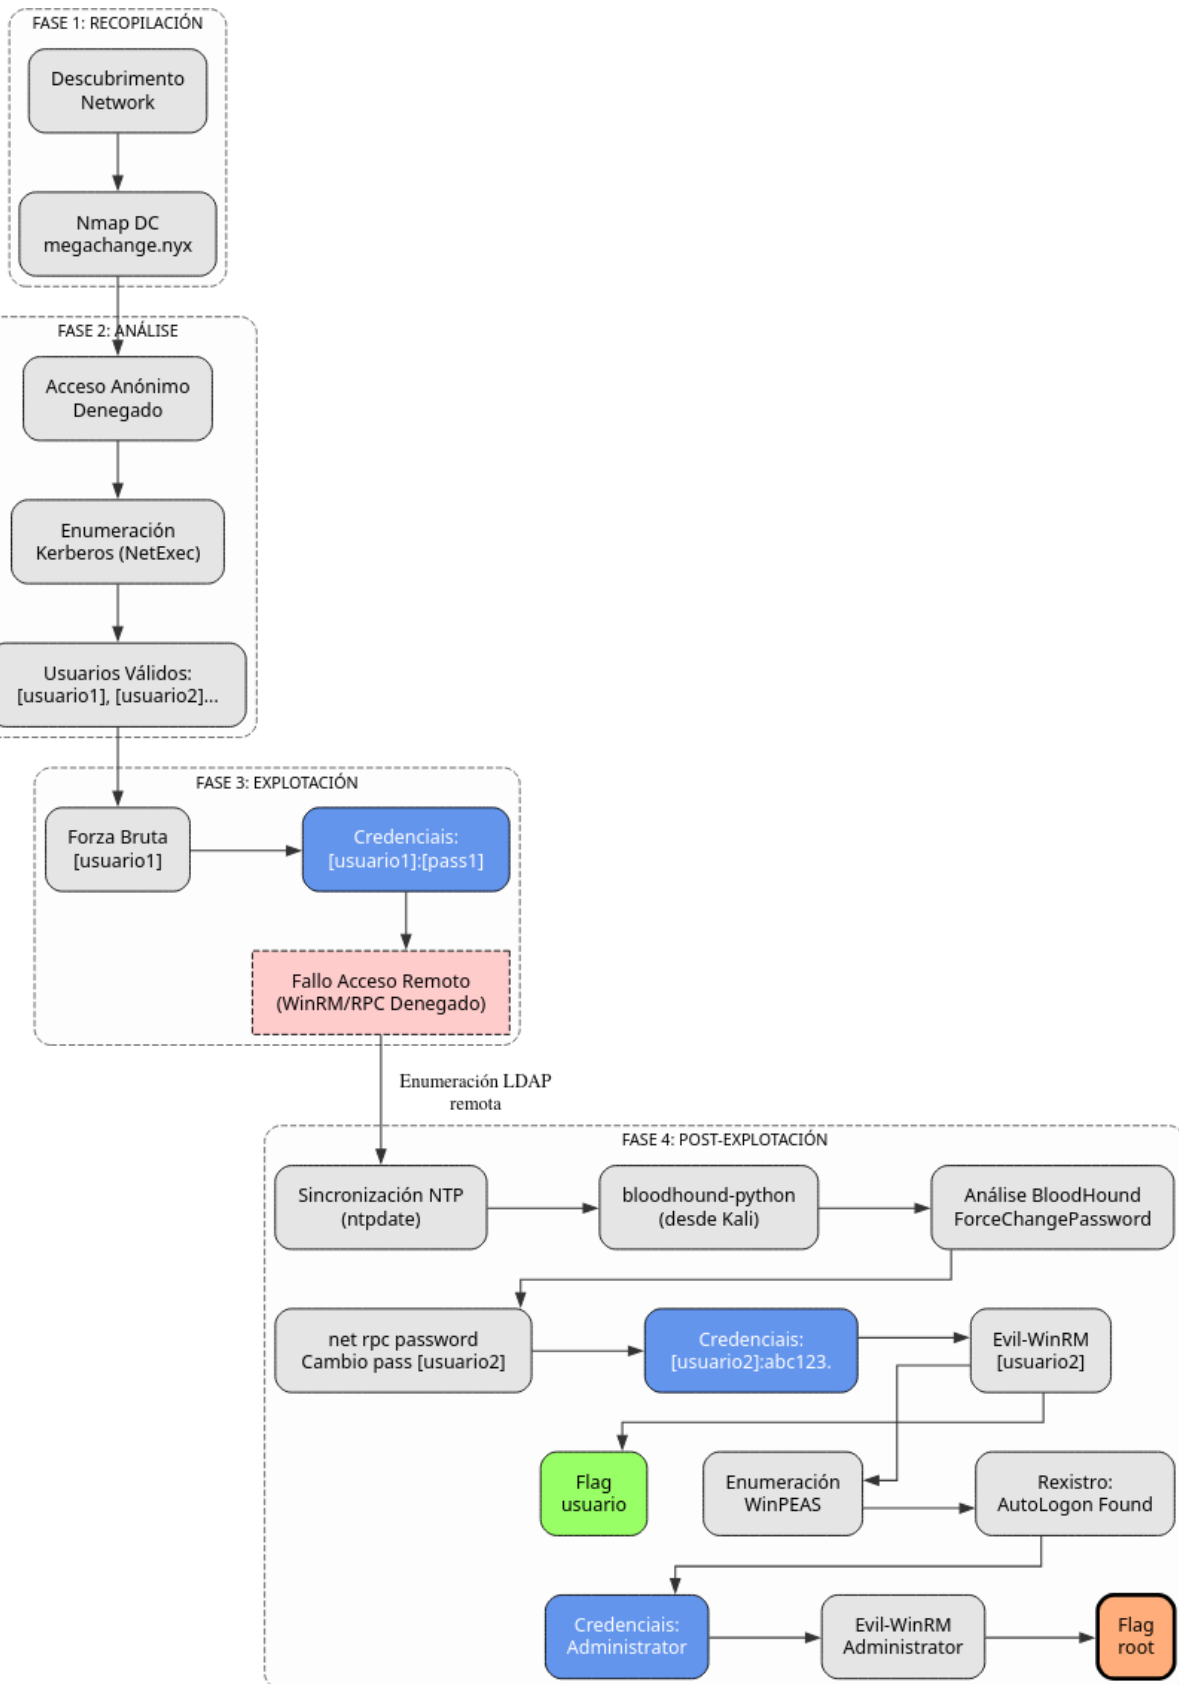 FASE 1: RECOPILACIÓN
Descubrimento
Network
Nmap DC
megachange.nyx
FASE 2: ANÁLISE
Acceso Anónimo
Denegado
Enumeración
Kerberos (NetExec)
Usuarios Válidos:
[usuario1], [usuario2]...
FASE 3: EXPLOTACIÓN
Forza Bruta
[usuario1]
Credenciais:
[usuario1]:[pass1]
Fallo Acceso Remoto
(WinRM/RPC Denegado)
Enumeración LDAP
remota
FASE 4: POST-EXPLOTACIÓN
Sincronización NTP
(ntpdate)
bloodhound-python
(desde Kali)
Análise BloodHound
ForceChangePassword
net rpc password
Cambio pass [usuario2]
Credenciais:
[usuario2]:abc123.
Evil-WinRM
[usuario2]
Flag
usuario
Enumeración
WinPEAS
Rexistro:
AutoLogon Found
Credenciais:
Administrator
Evil-WinRM
Administrator
Flag
root